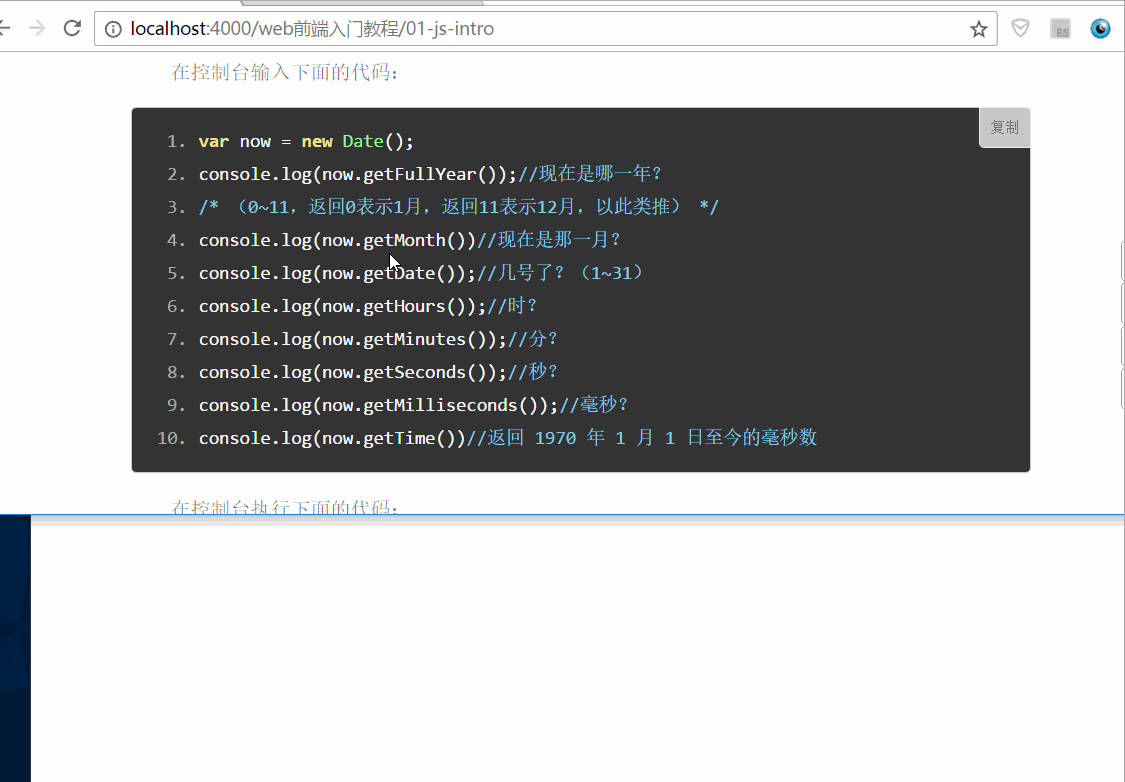 localhost:4000/web前端入门教程/01-js-intro
ES
在控制台输入下面的代码：
复制
1. var now = new Date();
2. console.log(now.getFullYear());//现在是哪一年？
3. /* （0~11，返回0表示1月，返回11表示12月，以此类推） */
4. console.log(now.getMonth())//现在是那一月？
5. console.log(now.getDate());//几号了？（1~31）
6. console.log(now.getHours());//时？
7. console.log(now.getMinutes());//分？
8. console.log(now.getSeconds());//秒？
9. console.log(now.getMilliseconds());//毫秒？
10. console.log(now.getTime())//返回 1970 年 1 月 1 日至今的毫秒数
在控制台执行下面的代码：